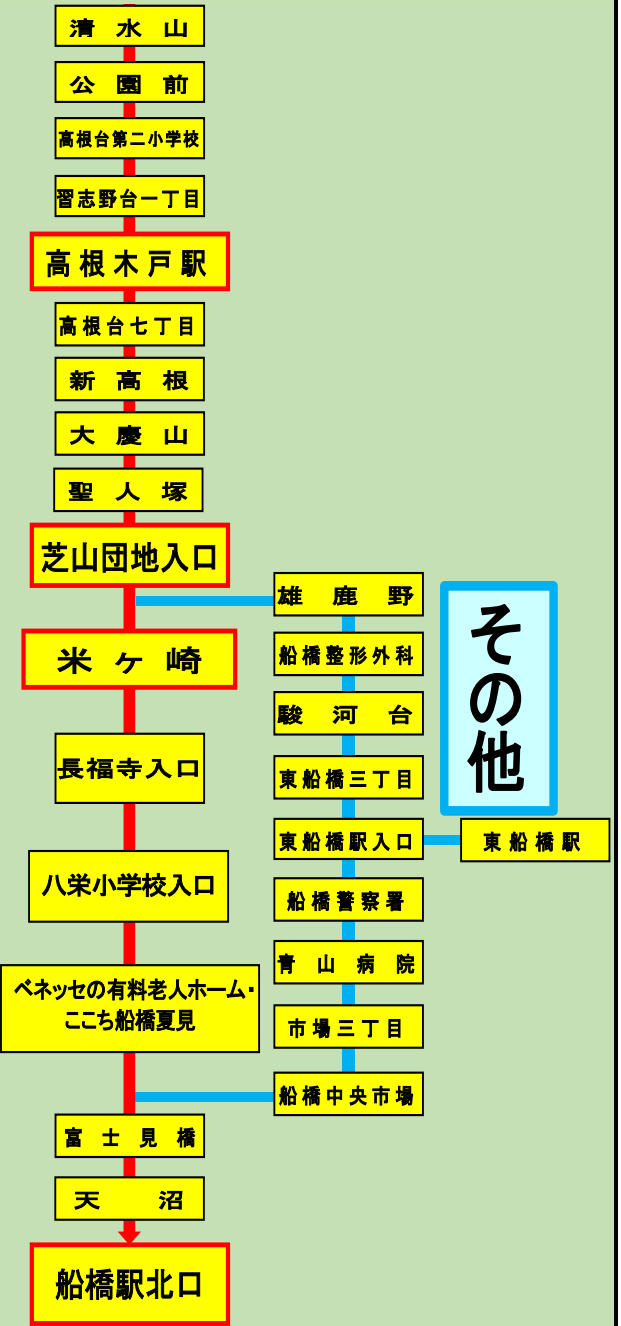 清水山
公園前
高根台第二小学校
習志野台一丁目
高根木戸駅
高根台七丁目
新高根
大慶山
聖人塚
芝山団地入口
米ヶ崎
長福寺入口
八栄小学校入口
ベネッセの有料老人ホーム・
ここち船橋夏見
富士見橋
天沼
船橋駅北口
雄鹿野
船橋整形外科
駿河台
東船橋三丁目
東船橋駅入口
船橋警察署
青山病院
市場三丁目
船橋中央市場
その他
東船橋駅